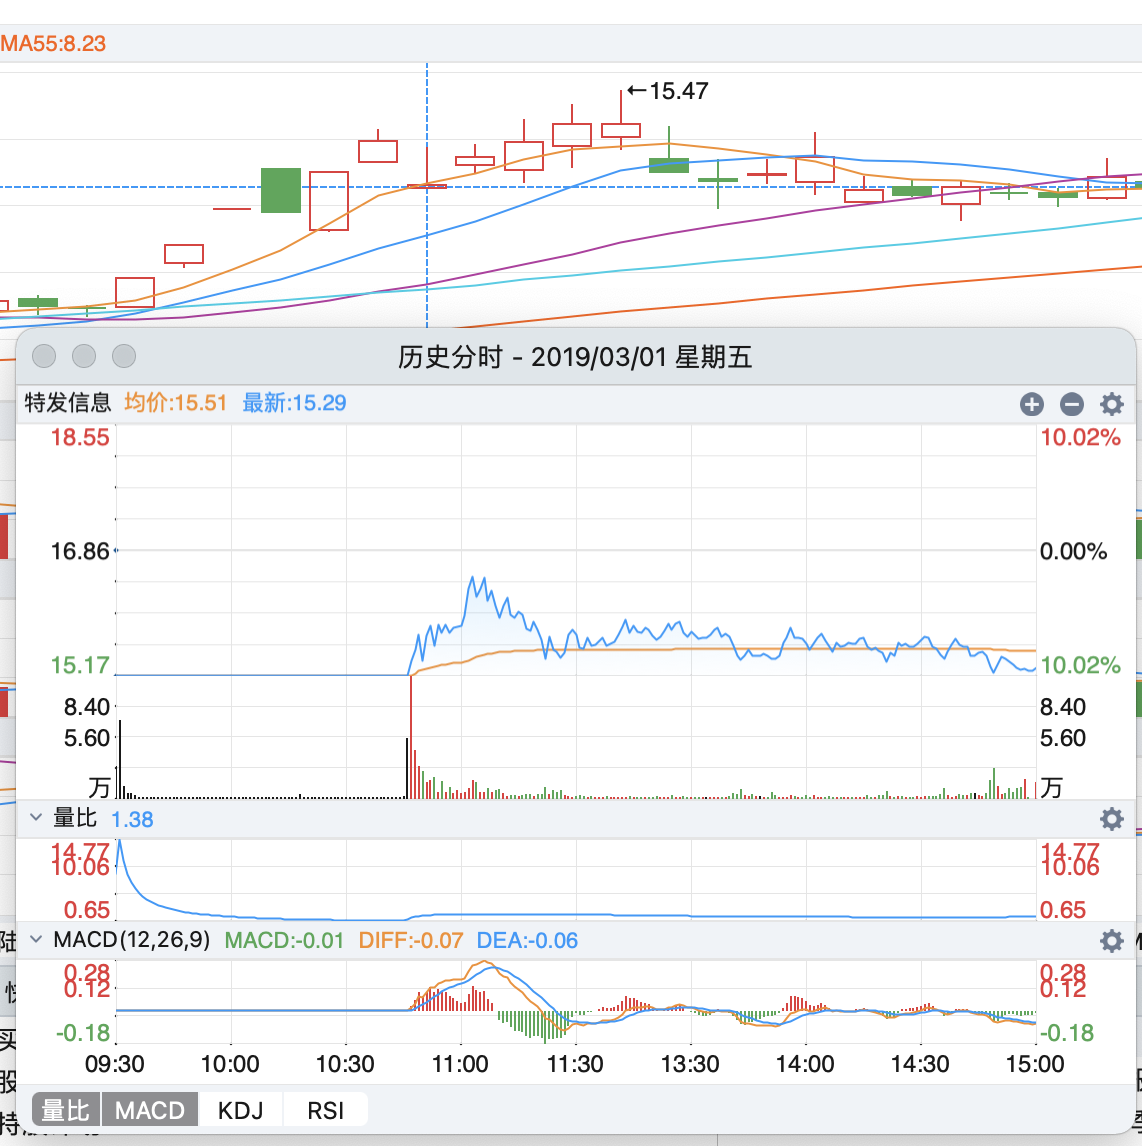 MA55:8.23
←15.47
历史分时 - 2019/03/01 星期五
特发信息 均价:15.51 最新:15.29
18.55 10.02%
16.86 0.00%
15.17 10.02%
8.40 8.40
5.60 5.60
万 万
量比 1.38
14.77 14.77
10.06 10.06
0.65 0.65
MACD(12,26,9) MACD:-0.01 DIFF:-0.07 DEA:-0.06
0.28 0.28
0.12 0.12
-0.18 -0.18
09:30 10:00 10:30 11:00 11:30 13:30 14:00 14:30 15:00
量比 MACD KDJ RSI